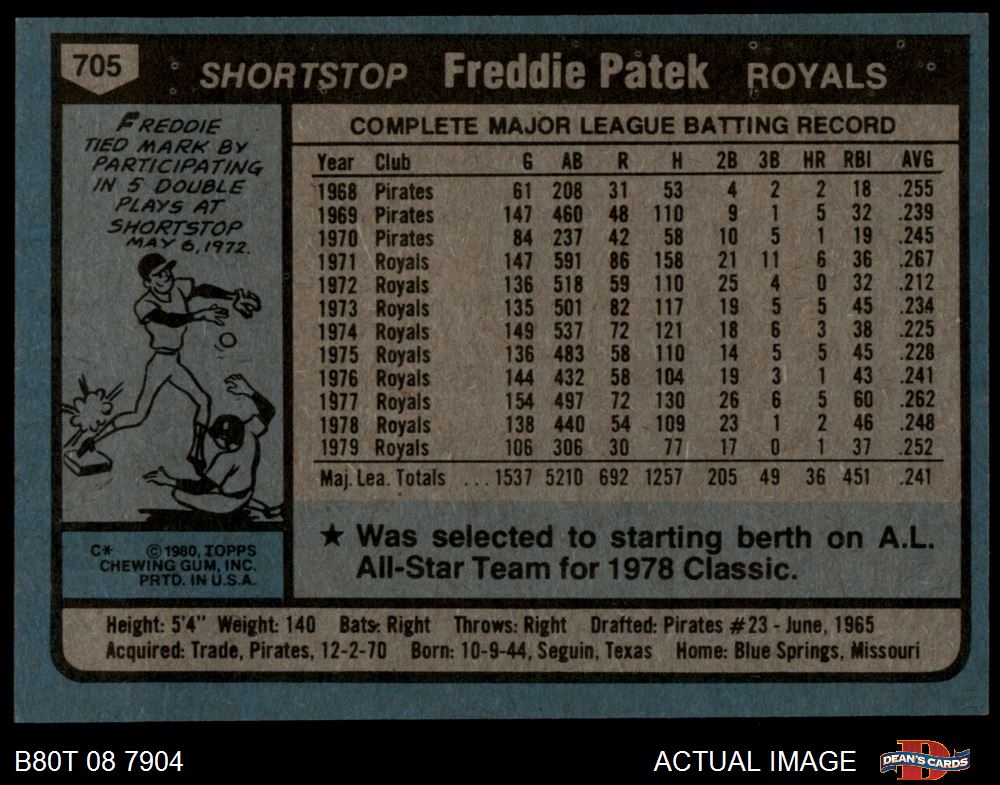 705 SHORTSTOP Freddie Patek ROYALS
FREDDIE
TIED MARK BY
PARTICIPATING
IN 5 DOUBLE
PLAYS AT
SHORTSTOP
MAY 6, 1972.
COMPLETE MAJOR LEAGUE BATTING RECORD
Year Club G AB R H 2B 3B HR RBI AVG
1968 Pirates 61 208 31 53 4 2 2 18 .255
1969 Pirates 147 460 48 110 9 1 5 32 .239
1970 Pirates 84 237 42 58 10 5 1 19 .245
1971 Royals 147 591 86 158 21 11 6 36 .267
1972 Royals 136 518 59 110 25 4 0 32 .212
1973 Royals 135 501 82 117 19 5 5 45 .234
1974 Royals 149 537 72 121 18 6 3 38 .225
1975 Royals 136 483 58 110 14 5 5 45 .228
1976 Royals 144 432 58 104 19 3 1 43 .241
1977 Royals 154 497 72 130 26 6 5 60 .262
1978 Royals 138 440 54 109 23 1 2 46 .248
1979 Royals 106 306 30 77 17 0 1 37 .252
Maj. Lea. Totals ... 1537 5210 692 1257 205 49 36 451 .241
★ Was selected to starting berth on A.L.
All-Star Team for 1978 Classic.
C* ©1980, TOPPS
CHEWING GUM, INC.
PRTD. IN U.S.A.
Height: 5'4" Weight: 140 Bats: Right Throws: Right Drafted: Pirates #23 - June, 1965
Acquired: Trade, Pirates, 12-2-70 Born: 10-9-44, Seguin, Texas Home: Blue Springs, Missouri
B80T 08 7904 ACTUAL IMAGE DEAN'S CARDS